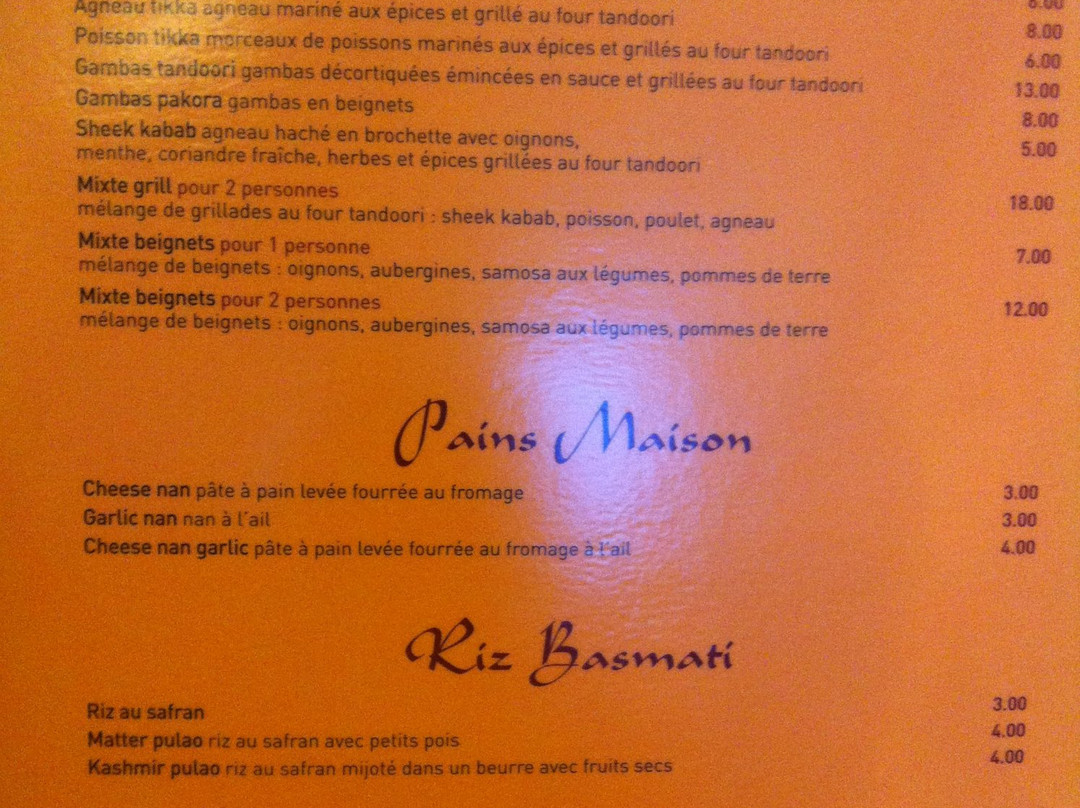 Agneau tikka agneau mariné aux épices et grillé au four tandoori 8.00
Poisson tikka morceaux de poissons marinés aux épices et grillés au four tandoori 6.00
Gambas tandoori gambas décortiquées émincées en sauce et grillées au four tandoori 13.00
Gambas pakora gambas en beignets 8.00
Sheek kabab agneau haché en brochette avec oignons, 5.00
menthe, coriandre fraîche, herbes et épices grillées au four tandoori
Mixte grill pour 2 personnes 18.00
mélange de grillades au four tandoori : sheek kabab, poisson, poulet, agneau
Mixte beignets pour 1 personne 7.00
mélange de beignets : oignons, aubergines, samosa aux légumes, pommes de terre
Mixte beignets pour 2 personnes 12.00
mélange de beignets : oignons, aubergines, samosa aux légumes, pommes de terre
Pains Maison
Cheese nan pâte à pain levée fourrée au fromage 3.00
Garlic nan nan à l'ail 3.00
Cheese nan garlic pâte à pain levée fourrée au fromage à l'ail 4.00
Riz Basmati
Riz au safran 3.00
Matter pulao riz au safran avec petits pois 4.00
Kashmir pulao riz au safran mijoté dans un beurre avec fruits secs 4.00